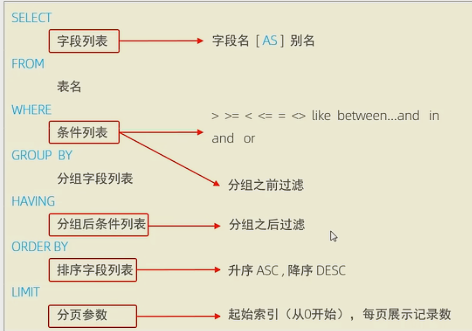 SELECT
字段列表 字段名 [ AS ] 别名
FROM
表名
WHERE
> >= < <= = <> like between...and in
条件列表
and or
GROUP BY
分组字段列表 分组之前过滤
HAVING
分组后条件列表 分组之后过滤
ORDER BY
排序字段列表 升序 ASC , 降序 DESC
LIMIT
分页参数 起始索引（从0开始），每页展示记录数